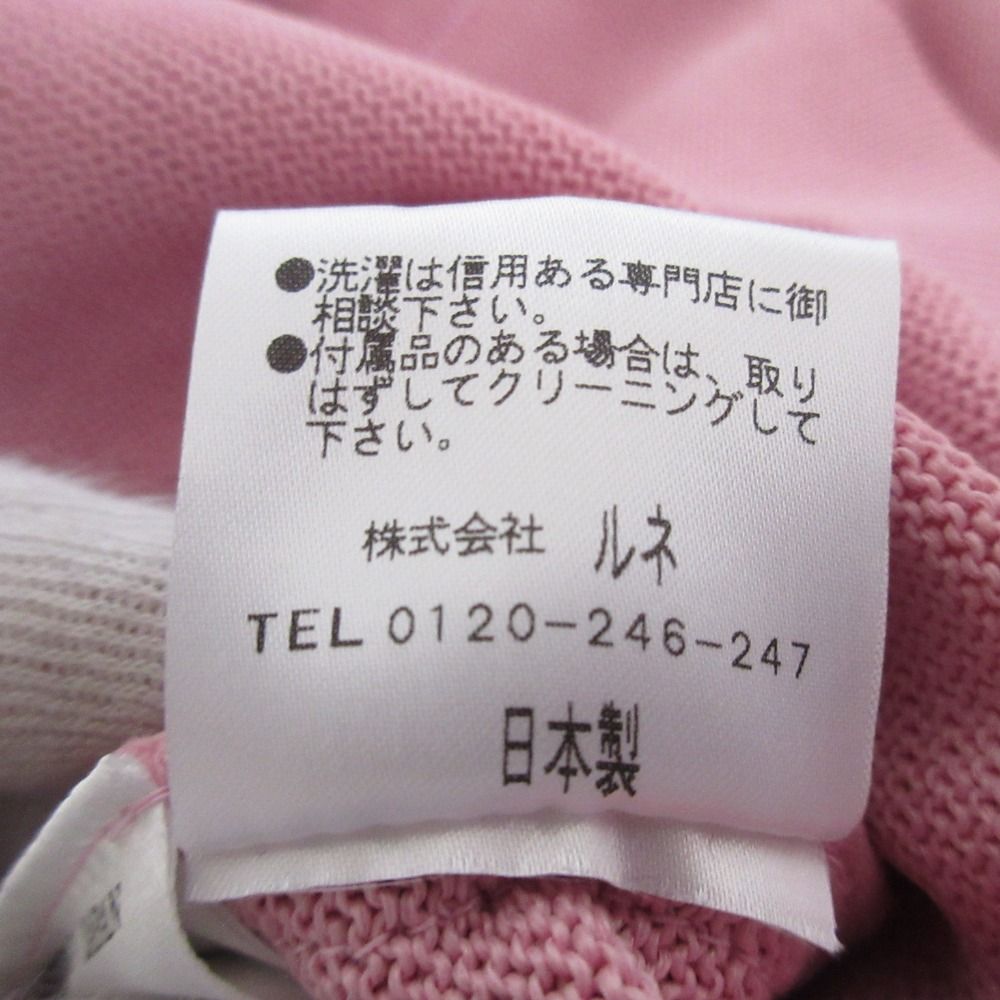 ●洗濯は信用ある専門店に御
相談下さい。
●付属品のある場合は、取り
はずしてクリーニングして
下さい。
株式会社 ルネ
TEL 0120-246-247
日本製